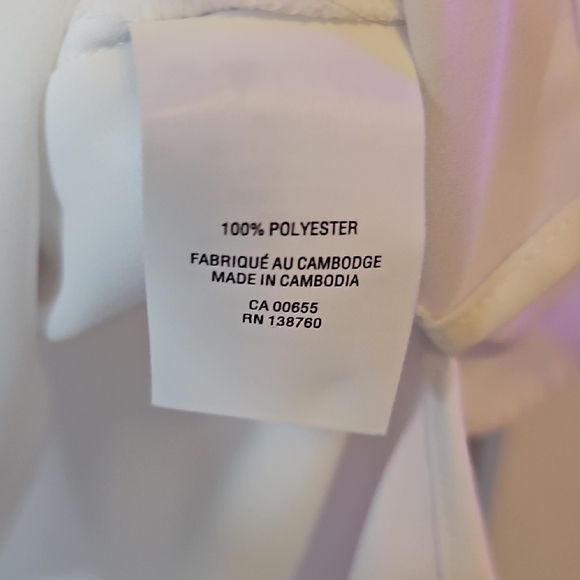 100% POLYESTER
FABRIQUÉ AU CAMBODGE
MADE IN CAMBODIA
CA 00655
RN 138760